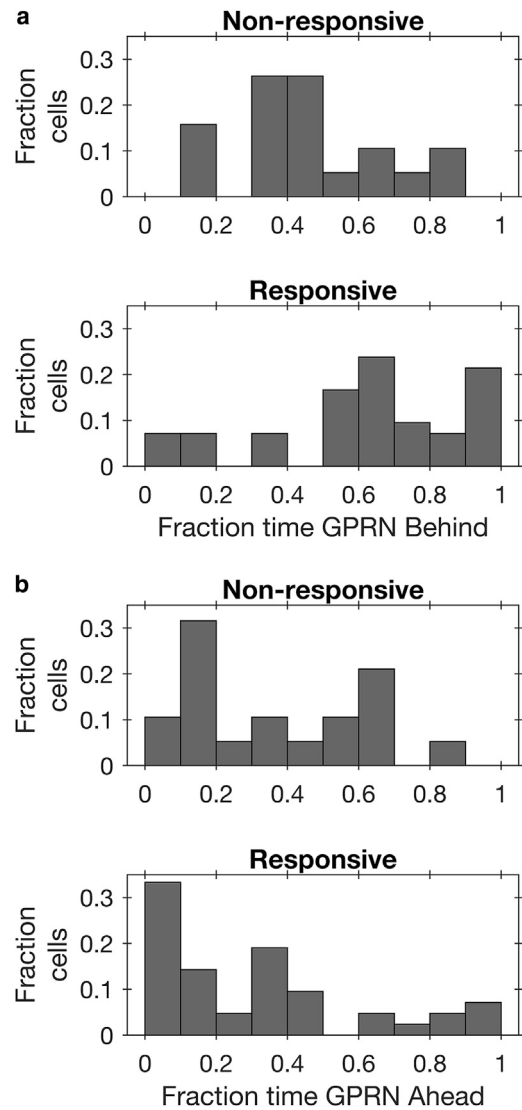 a
Non-responsive
Fraction
cells
0.3
0.2
0.1
0
0 0.2 0.4 0.6 0.8 1
Responsive
Fraction
cells
0.3
0.2
0.1
0
0 0.2 0.4 0.6 0.8 1
Fraction time GPRN Behind
b
Non-responsive
Fraction
cells
0.3
0.2
0.1
0
0 0.2 0.4 0.6 0.8 1
Responsive
Fraction
cells
0.3
0.2
0.1
0
0 0.2 0.4 0.6 0.8 1
Fraction time GPRN Ahead